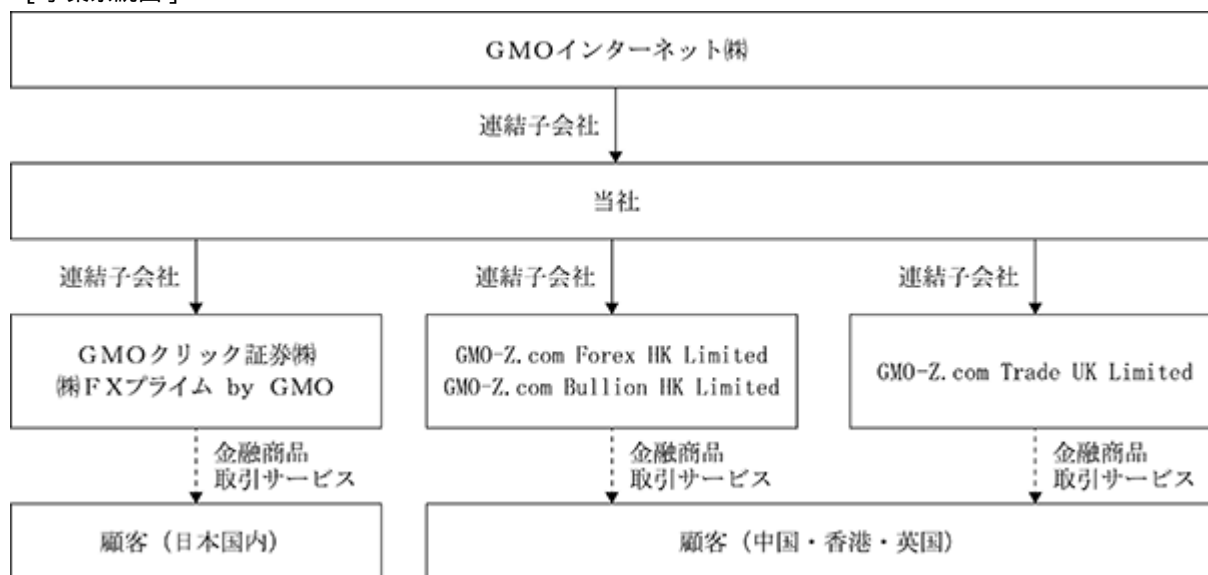 [事業系統図]
GMOインターネット㈱
連結子会社
当社
連結子会社
連結子会社
連結子会社
GMOクリック証券㈱
㈱FXプライム by GMO
GMO-Z.com Forex HK Limited
GMO-Z.com Bullion HK Limited
GMO-Z.com Trade UK Limited
金融商品
取引サービス
金融商品
取引サービス
金融商品
取引サービス
顧客（日本国内）
顧客（中国・香港・英国）